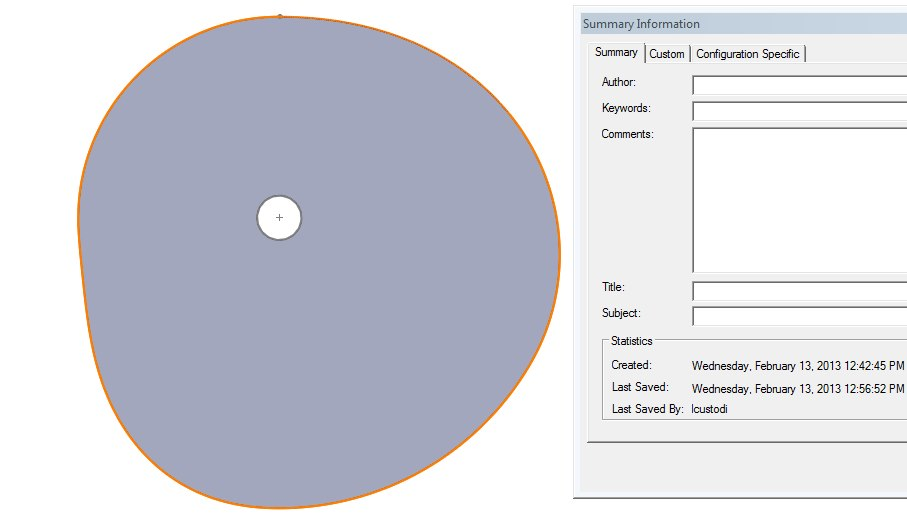 Summary Information
Summary Custom Configuration Specific
Author:
Keywords:
Comments:
Title:
Subject:
Statistics
Created: Wednesday, February 13, 2013 12:42:45 PM
Last Saved: Wednesday, February 13, 2013 12:56:52 PM
Last Saved By: lcustodi